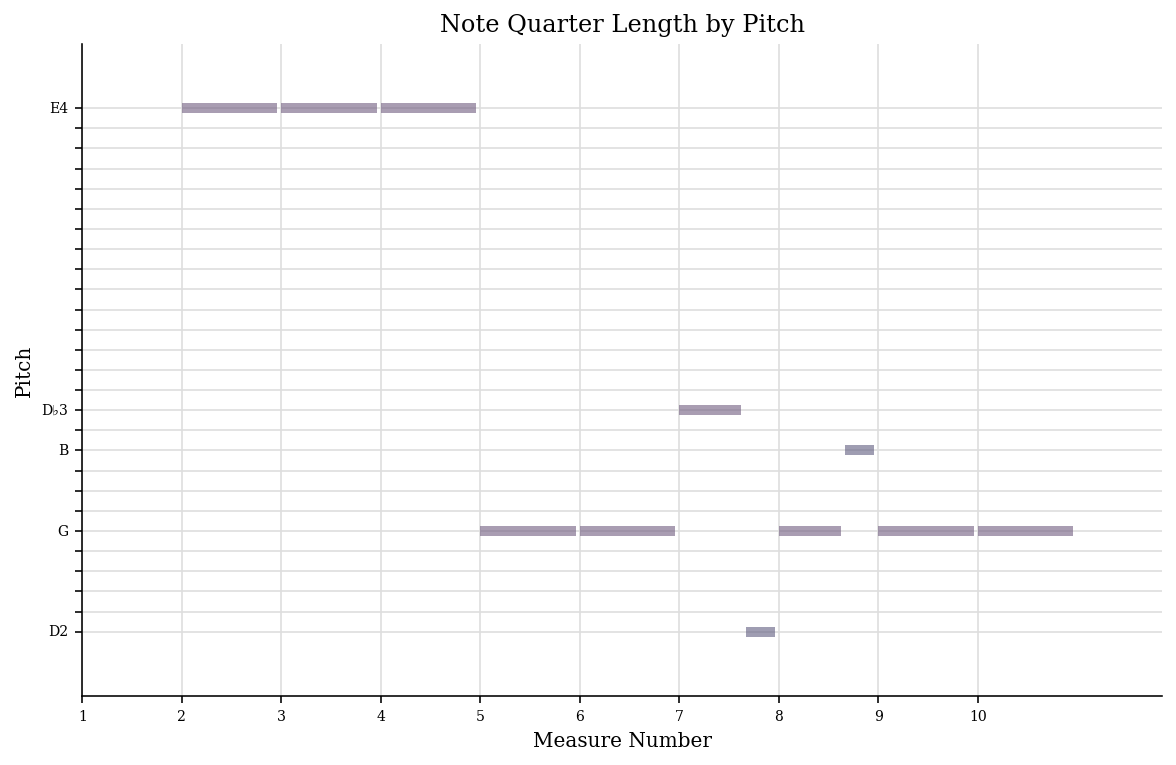 Note Quarter Length by Pitch
E4
D♭3
B
G
D2
Pitch
1 2 3 4 5 6 7 8 9 10
Measure Number